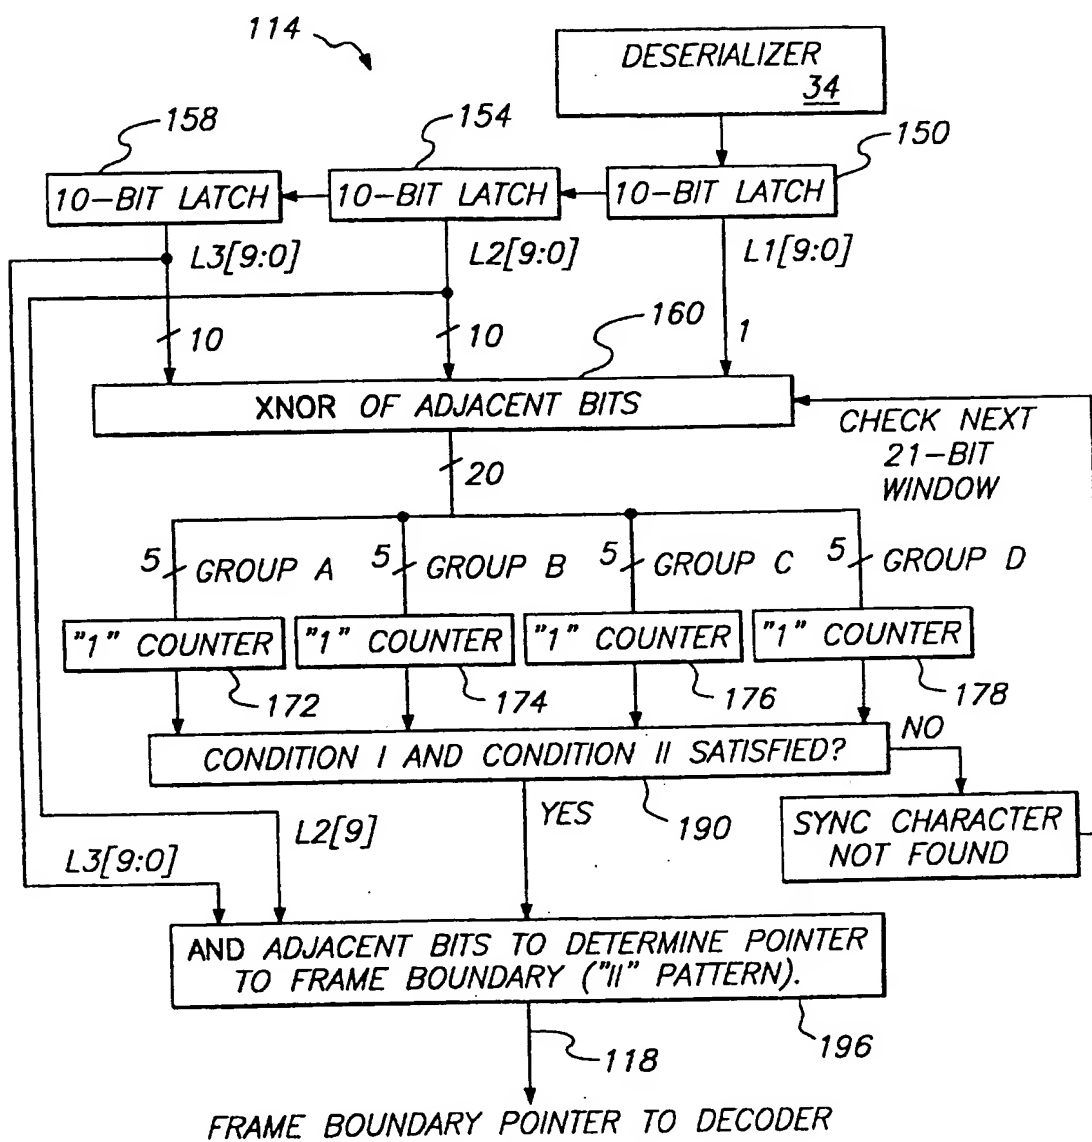 114
DESERIALIZER
34
158
154
150
10-BIT LATCH
10-BIT LATCH
10-BIT LATCH
L3[9:0]
L2[9:0]
L1[9:0]
10
10
1
160
XNOR OF ADJACENT BITS
CHECK NEXT
21-BIT
WINDOW
20
5
GROUP A
5
GROUP B
5
GROUP C
5
GROUP D
"1" COUNTER
"1" COUNTER
"1" COUNTER
"1" COUNTER
172
174
176
178
CONDITION I AND CONDITION II SATISFIED?
NO
YES
190
SYNC CHARACTER
NOT FOUND
L2[9]
L3[9:0]
AND ADJACENT BITS TO DETERMINE POINTER
TO FRAME BOUNDARY ("11" PATTERN).
118
196
FRAME BOUNDARY POINTER TO DECODER